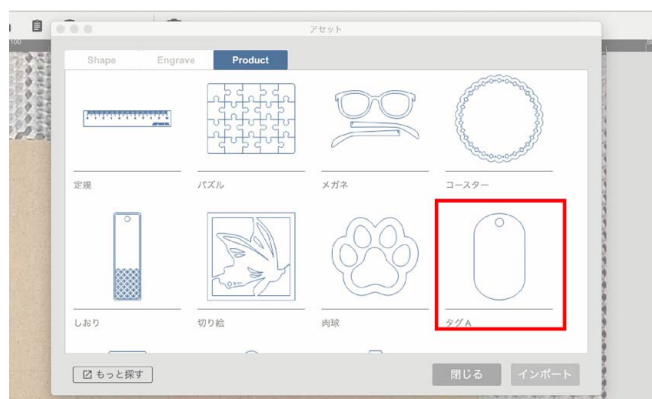 アセット
Shape Engrave Product
定規 パズル メガネ コースター
しおり 切り絵 肉球 タグA
もっと探す 閉じる インポート